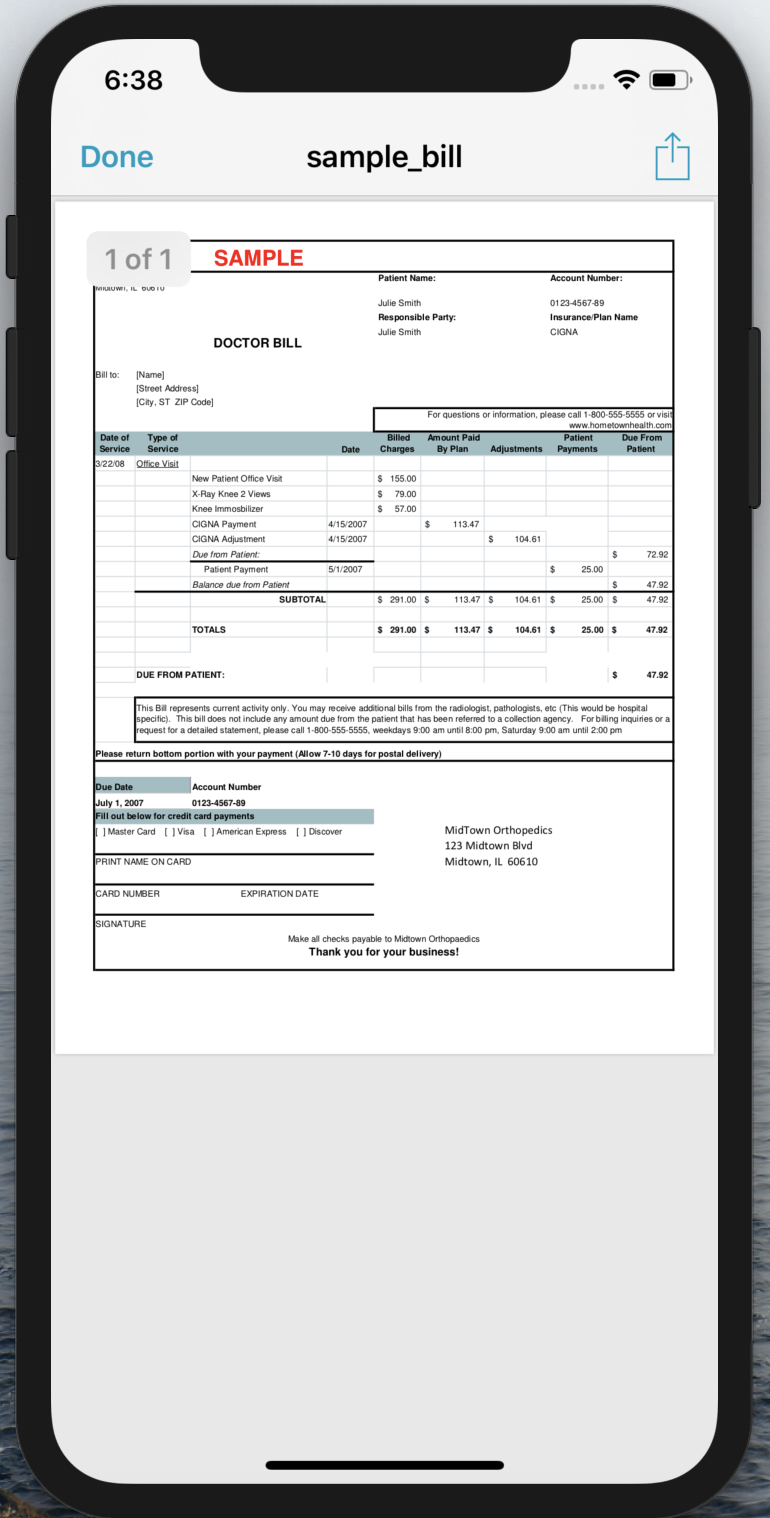 6:38
Done sample_bill
1 of 1 SAMPLE
Midtown, IL 60610
Patient Name: Account Number:
Julie Smith 0123-4567-89
Responsible Party: Insurance/Plan Name
Julie Smith CIGNA
DOCTOR BILL
Bill to: [Name]
[Street Address]
[City, ST ZIP Code]
For questions or information, please call 1-800-555-5555 or visit
www.hometownhealth.com
Date of Type of Billed Amount Paid Patient Due From
Service Service Date Charges By Plan Adjustments Payments Patient
3/22/08 Office Visit
New Patient Office Visit $ 155.00
X-Ray Knee 2 Views $ 79.00
Knee Immosbilizer $ 57.00
CIGNA Payment 4/15/2007 $ 113.47
CIGNA Adjustment 4/15/2007 $ 104.61
Due from Patient: $ 72.92
Patient Payment 5/1/2007 $ 25.00
Balance due from Patient $ 47.92
SUBTOTAL $ 291.00 $ 113.47 $ 104.61 $ 25.00 $ 47.92
TOTALS $ 291.00 $ 113.47 $ 104.61 $ 25.00 $ 47.92
DUE FROM PATIENT: $ 47.92
This Bill represents current activity only. You may receive additional bills from the radiologist, pathologists, etc (This would be hospital
specific). This bill does not include any amount due from the patient that has been referred to a collection agency. For billing inquiries or a
request for a detailed statement, please call 1-800-555-5555, weekdays 9:00 am until 8:00 pm, Saturday 9:00 am until 2:00 pm
Please return bottom portion with your payment (Allow 7-10 days for postal delivery)
Due Date Account Number
July 1, 2007 0123-4567-89
Fill out below for credit card payments
[ ] Master Card [ ] Visa [ ] American Express [ ] Discover
MidTown Orthopedics
123 Midtown Blvd
Midtown, IL 60610
PRINT NAME ON CARD
CARD NUMBER EXPIRATION DATE
SIGNATURE
Make all checks payable to Midtown Orthopaedics
Thank you for your business!